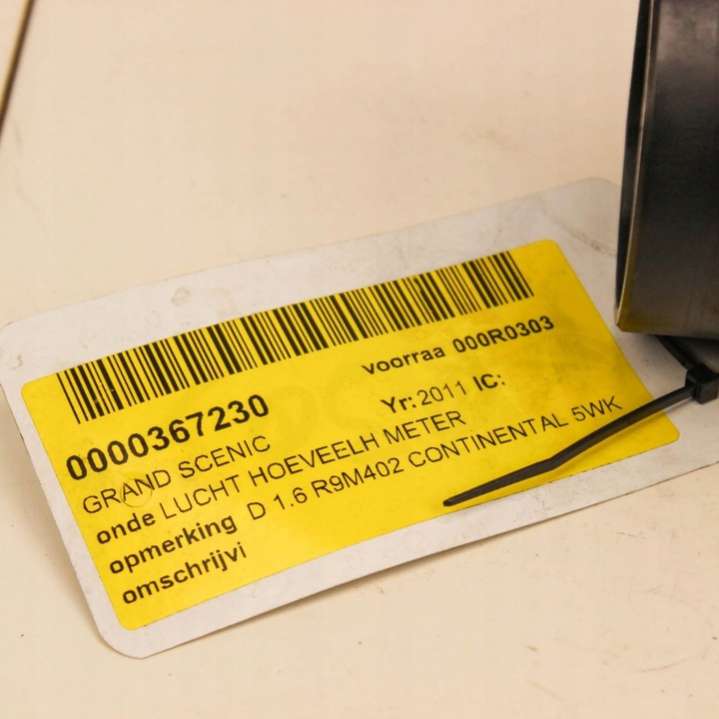 voorraa 000R0303
0000367230
Yr: 2011 IC:
GRAND SCENIC
onde LUCHT HOEVEELH METER
opmerking D 1.6 R9M402 CONTINENTAL 5WK
omschrijvi